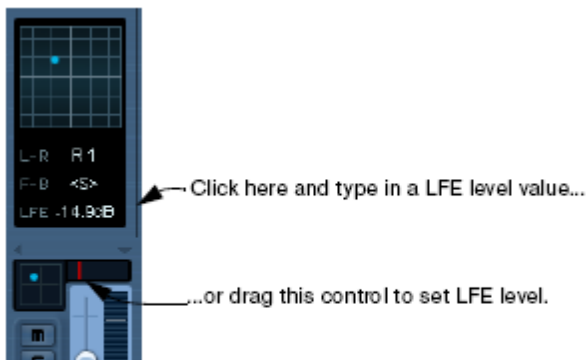 L-R R 1
F-B <S>
LFE -14.9dB
Click here and type in a LFE level value...
...or drag this control to set LFE level.
m